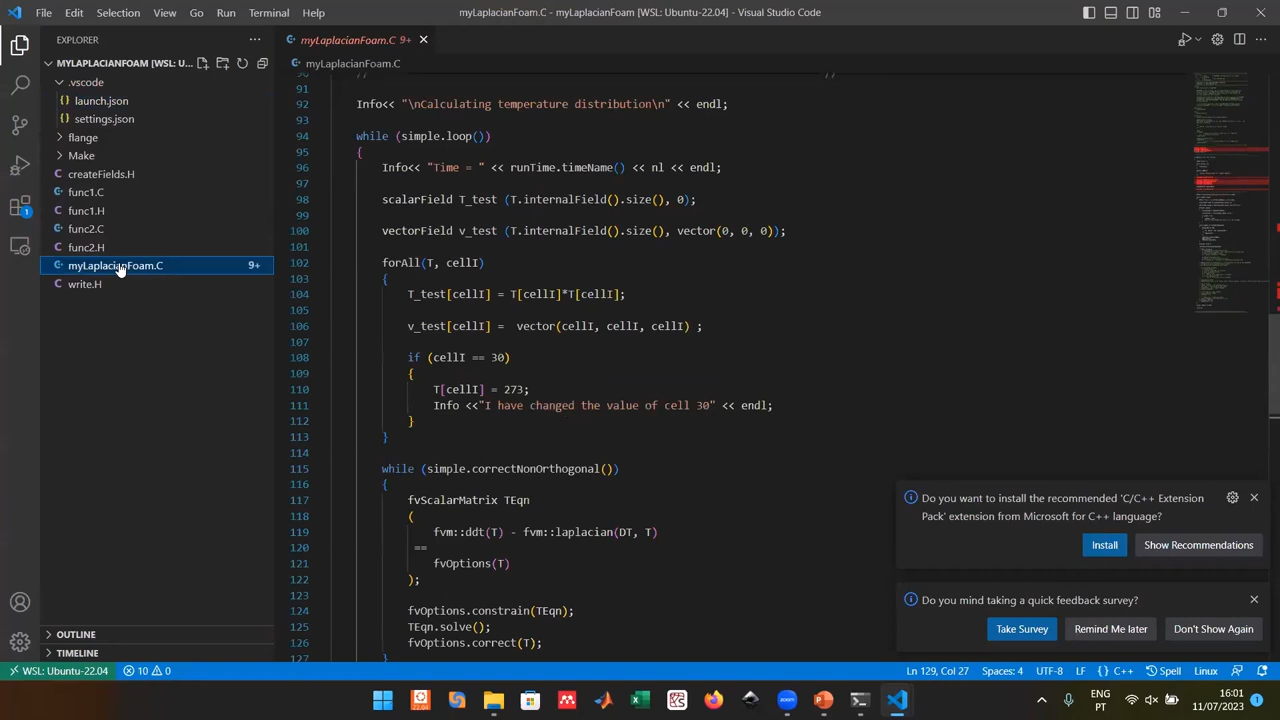 File Edit Selection View Go Run Terminal Help
myLaplacianFoam.C - myLaplacianFoam [WSL: Ubuntu-22.04] - Visual Studio Code
EXPLORER
MYLAPLACIANFOAM [WSL: U...
.vscode
launch.json
settings.json
flange
Make
createFields.H
func1.C
func1.H
func2.C
func2.H
myLaplacianFoam.C 9+
write.H
OUTLINE
TIMELINE
myLaplacianFoam.C 9+
myLaplacianFoam.C
90 // //
91
92 Info<< "\nCalculating temperature distribution\n" << endl;
93
94 while (simple.loop())
95 {
96 Info<< "Time = " unTime.timeName() << nl << endl;
97
98 scalarField T_test .internalField().size(), 0);
99
100 vectorField v_test .internalField().size(), vector(0, 0, 0));
101
102 forAll(T, cellI)
103 {
104 T_test[cellI] = [cellI]*T[cellI];
105
106 v_test[cellI] = vector(cellI, cellI, cellI) ;
107
108 if (cellI == 30)
109 {
110 T[cellI] = 273;
111 Info <<"I have changed the value of cell 30" << endl;
112 }
113 }
114
115 while (simple.correctNonOrthogonal())
116 {
117 fvScalarMatrix TEqn
118 (
119 fvm::ddt(T) - fvm::laplacian(DT, T)
120 ==
121 fvOptions(T)
122 );
123
124 fvOptions.constrain(TEqn);
125 TEqn.solve();
126 fvOptions.correct(T);
127 }
Do you want to install the recommended 'C/C++ Extension
Pack' extension from Microsoft for C++ language?
Install Show Recommendations
Do you mind taking a quick feedback survey?
Take Survey Remind Me later Don't Show Again
WSL: Ubuntu-22.04 10 0 Ln 129, Col 27 Spaces: 4 UTF-8 LF {} C++ Spell Linux
ENG
PT
16:01
11/07/2023